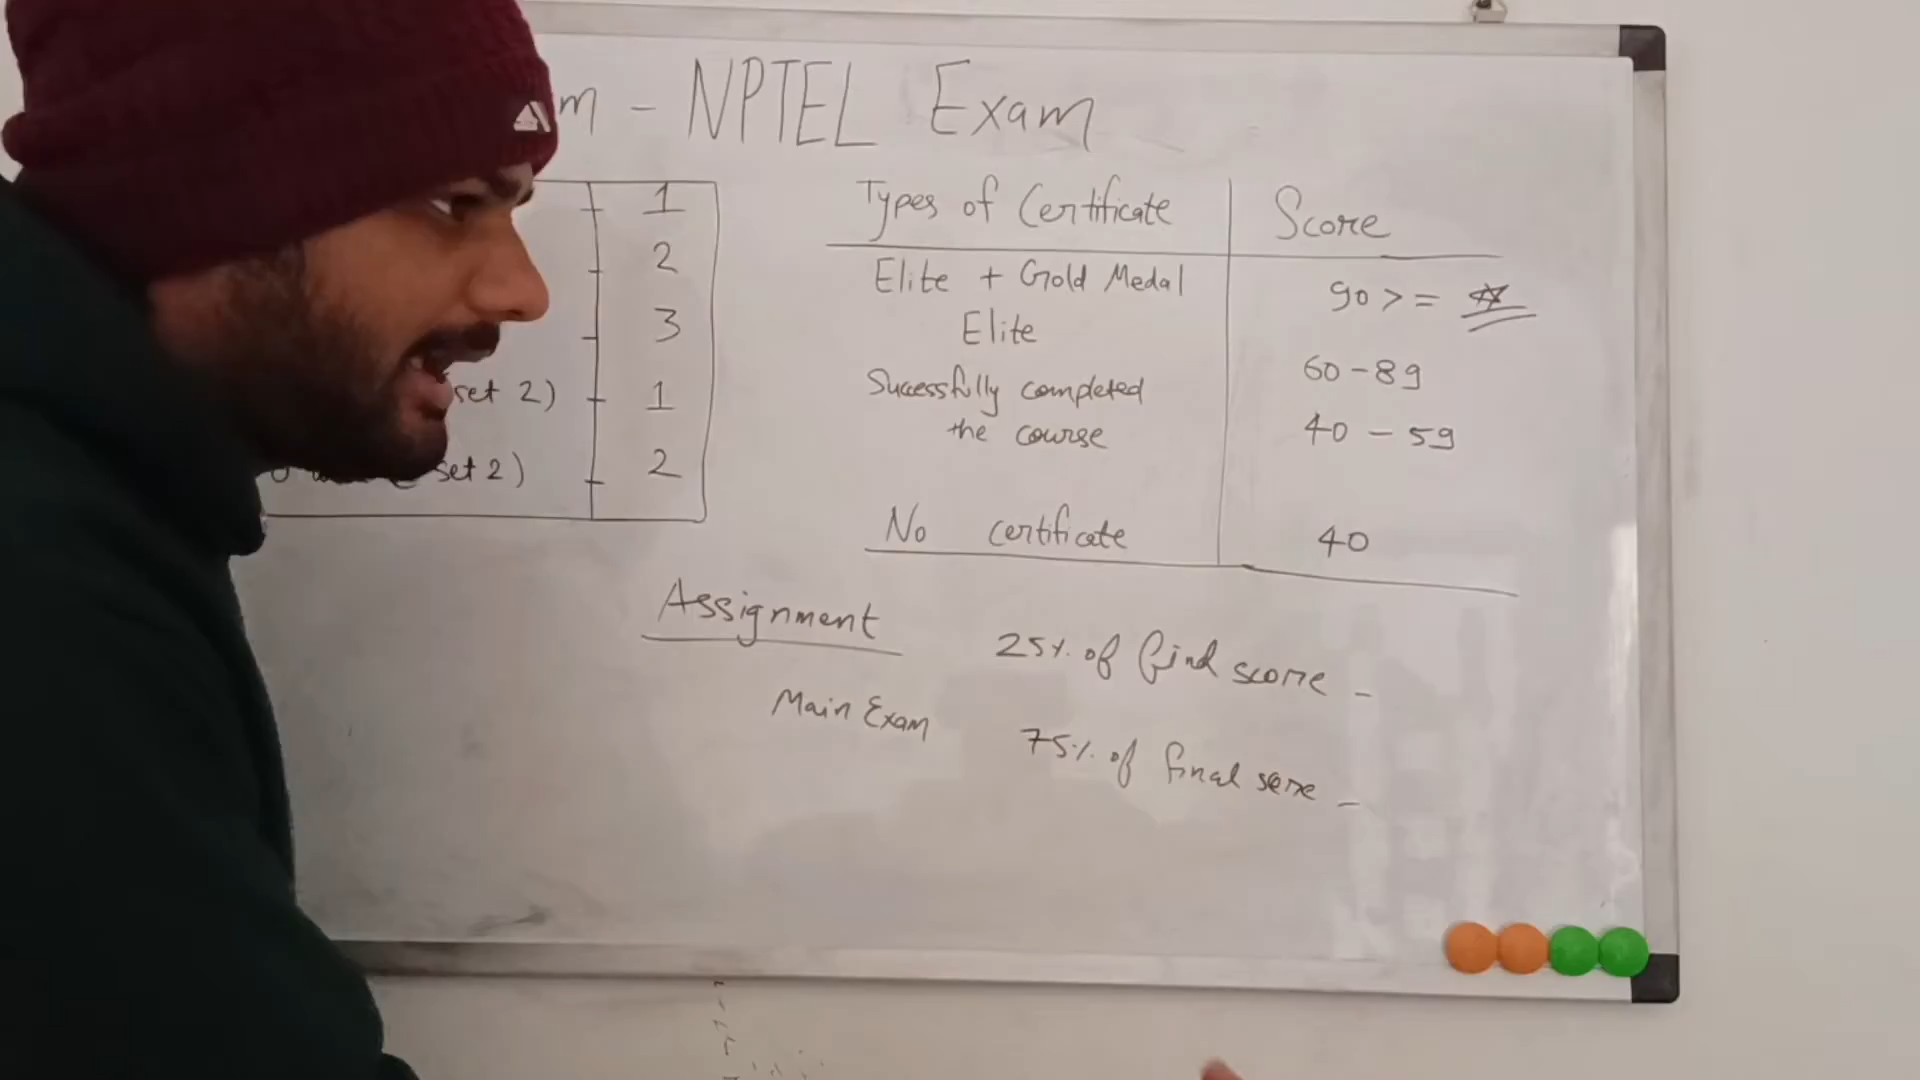 m - NPTEL Exam
1
2
3
set 2) 1
set 2) 2
Types of Certificate Score
Elite + Gold Medal 90 > =
Elite 60 - 89
Successfully completed
the course 40 - 59
No certificate 40
Assignment 25% of final score -
Main Exam 75% of final score -